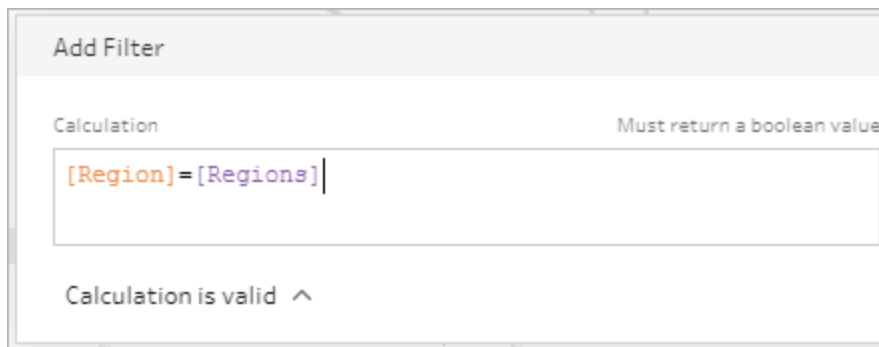 Add Filter
Calculation Must return a boolean value
[Region]=[Regions]
Calculation is valid